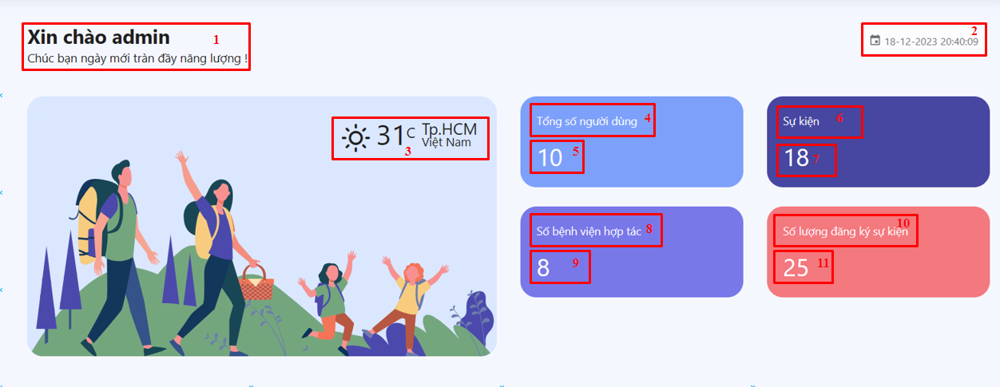 Xin chào admin 1
Chúc bạn ngày mới tràn đầy năng lượng !
2
18-12-2023 20:40:09
31 C Tp.HCM
Việt Nam
3
Tổng số người dùng 4
10 5
Sự kiện 6
18 7
Số bệnh viện hợp tác 8
8 9
Số lượng đăng ký sự kiện 10
25 11